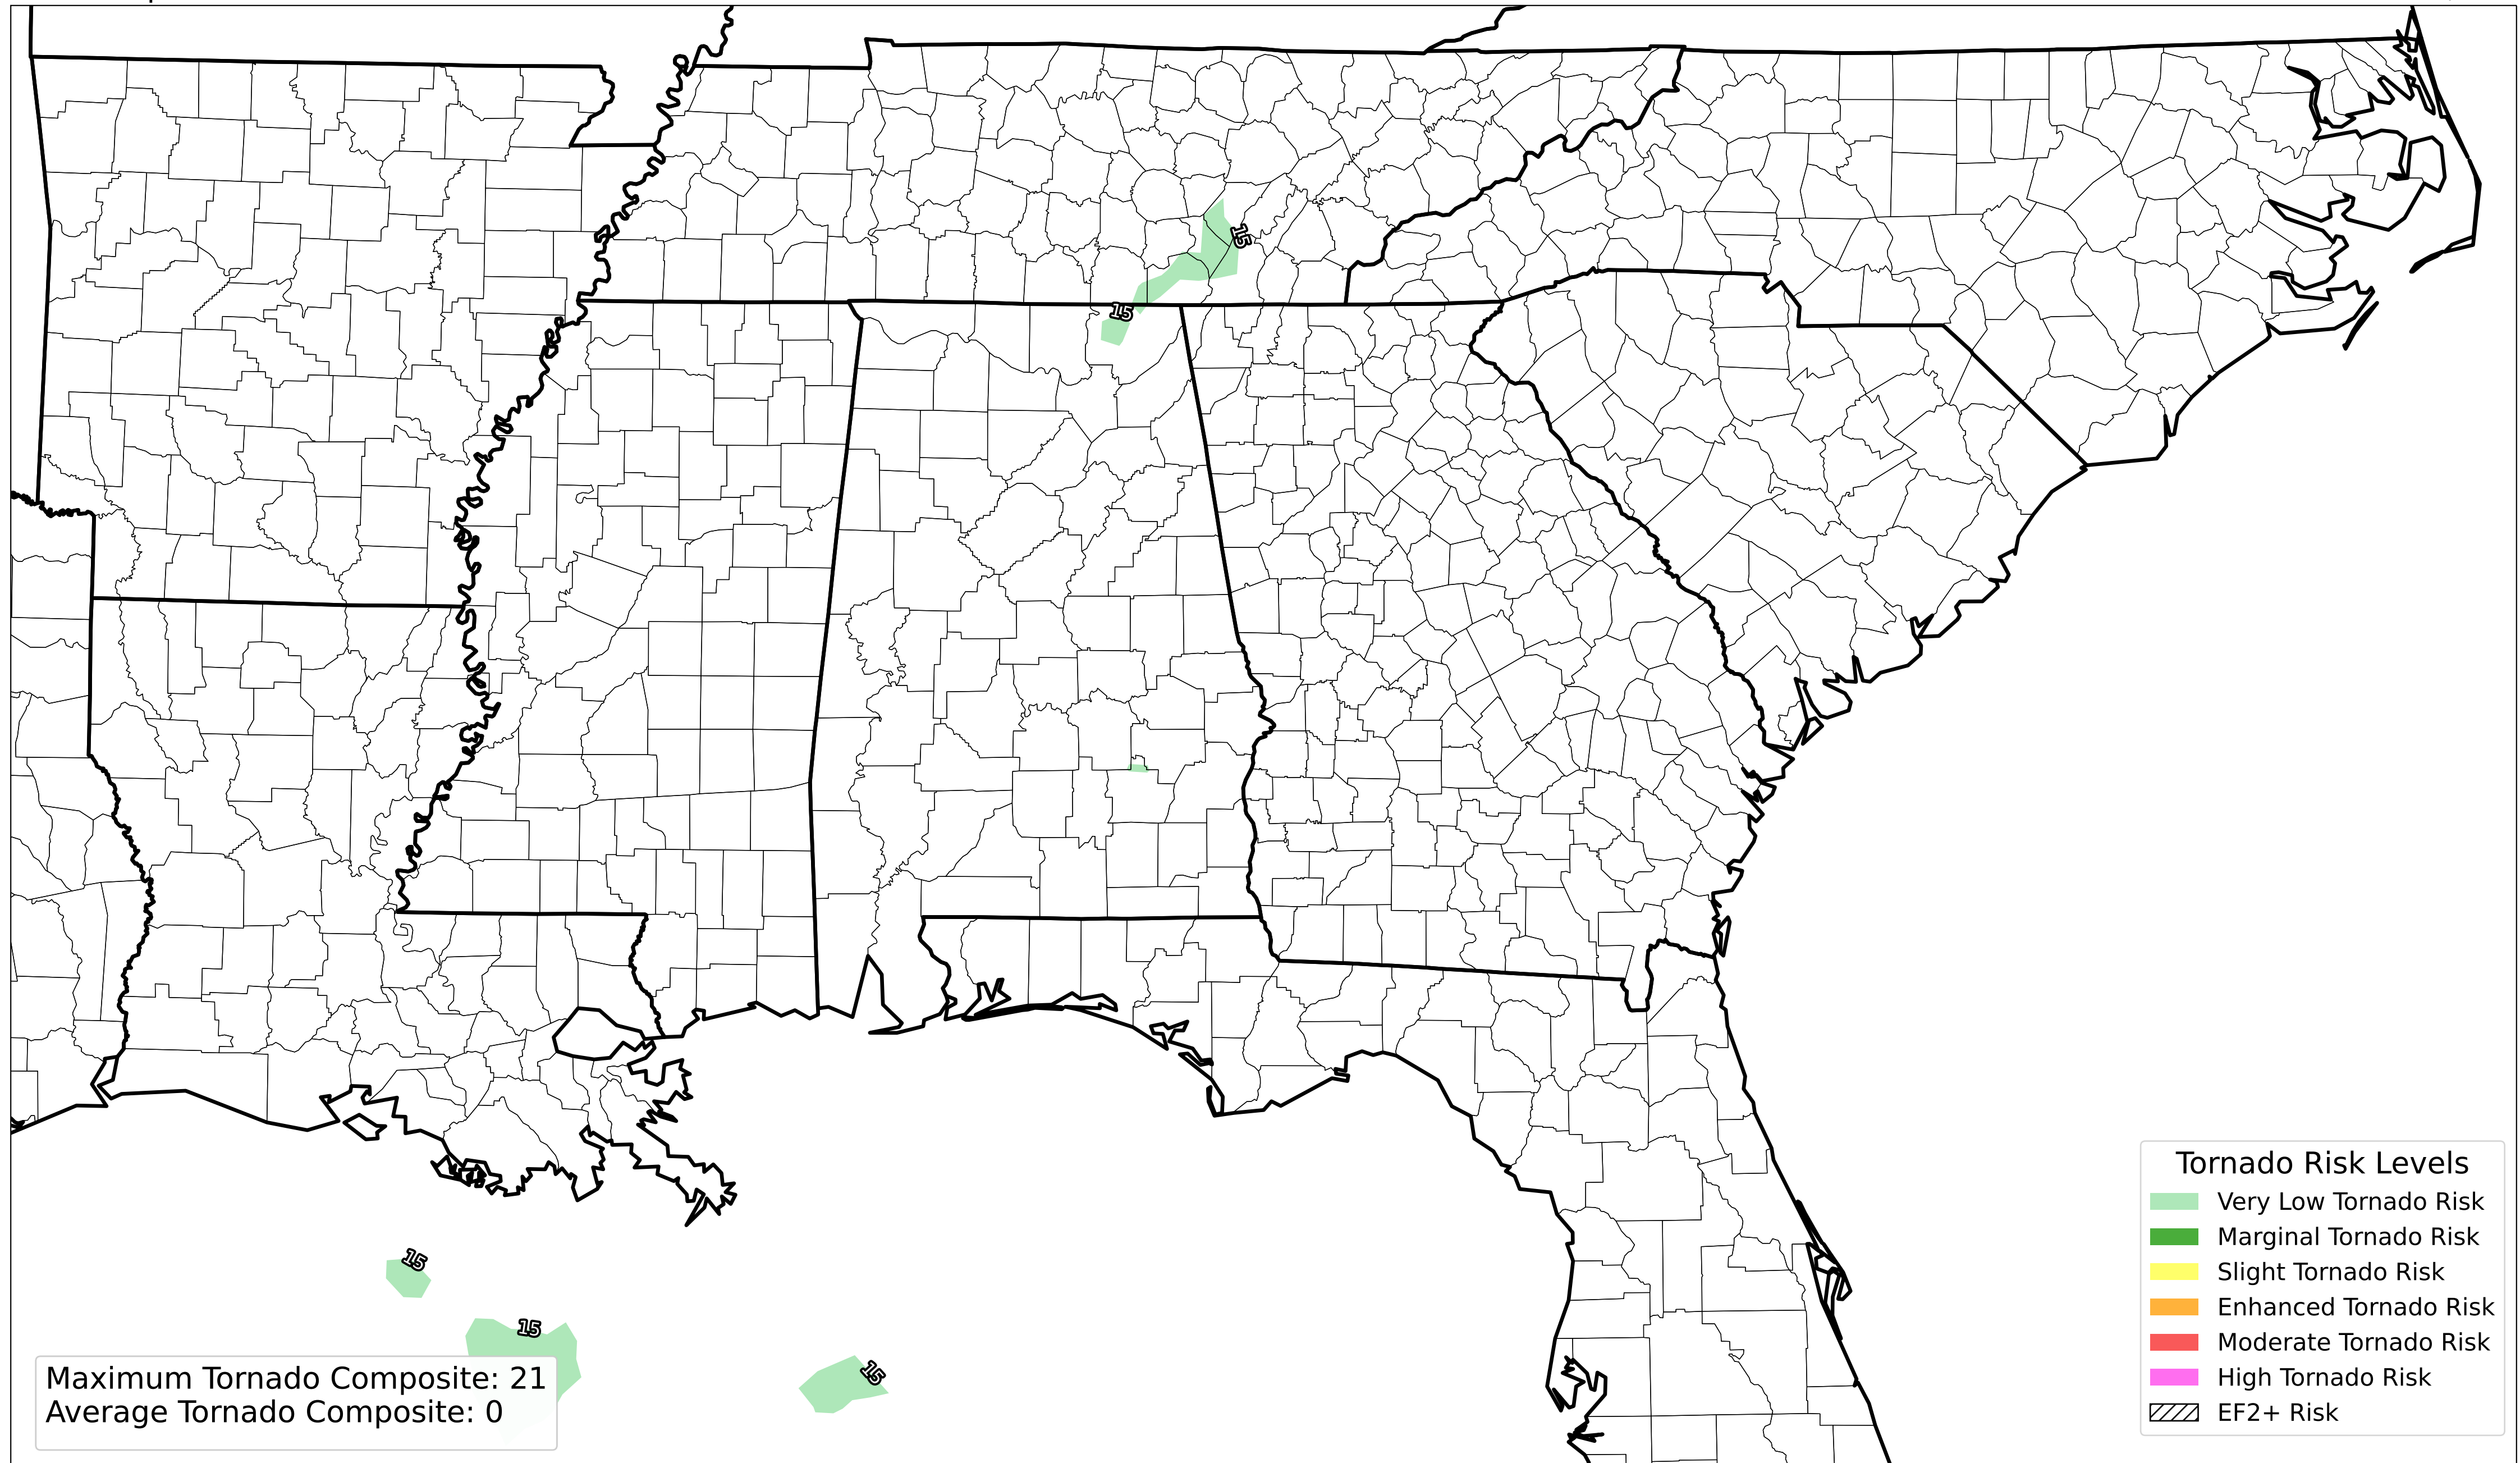 15
15
15
15
15
Maximum Tornado Composite: 21
Average Tornado Composite: 0
Tornado Risk Levels
Very Low Tornado Risk
Marginal Tornado Risk
Slight Tornado Risk
Enhanced Tornado Risk
Moderate Tornado Risk
High Tornado Risk
EF2+ Risk